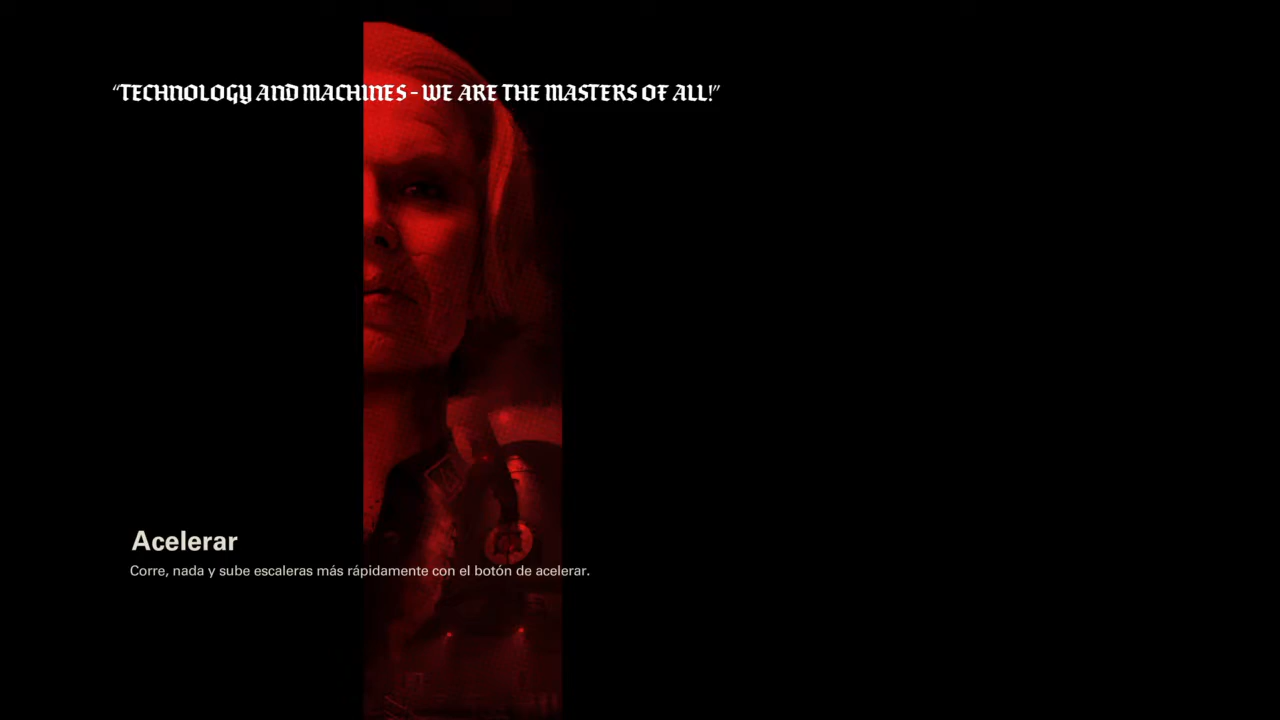 “TECHNOLOGY AND MACHINES - WE ARE THE MASTERS OF ALL!”
Acelerar
Corre, nada y sube escaleras más rápidamente con el botón de acelerar.